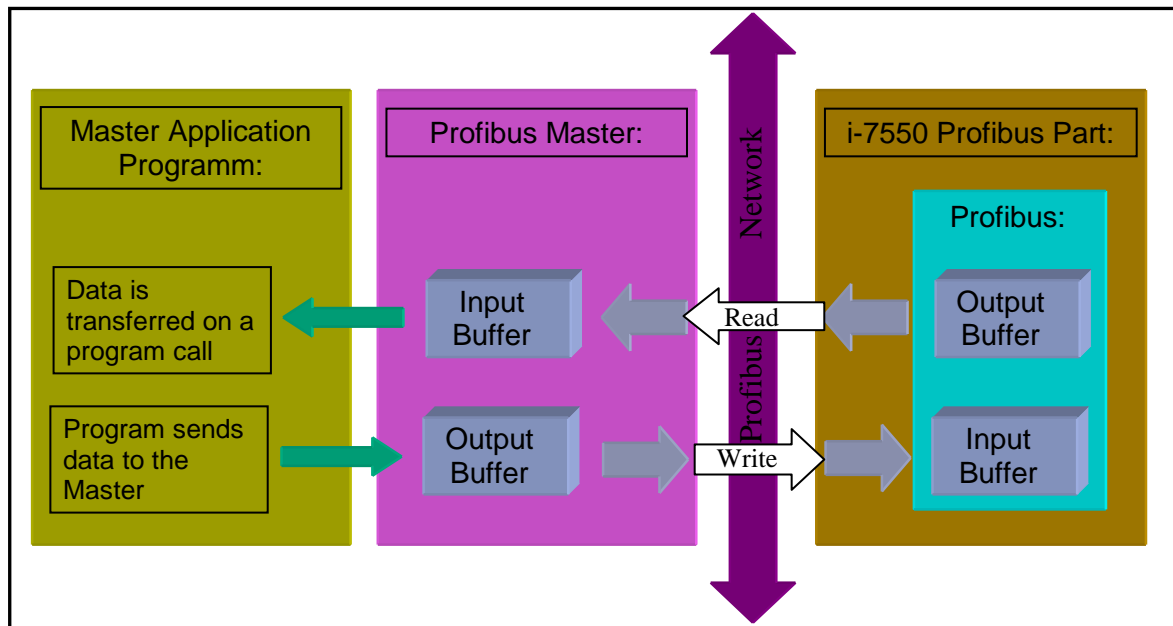 Master Application
Programm:
Data is
transferred on a
program call
Program sends
data to the
Master
Profibus Master:
Input
Buffer
Output
Buffer
Profibus Network
Read
Write
i-7550 Profibus Part:
Profibus:
Output
Buffer
Input
Buffer